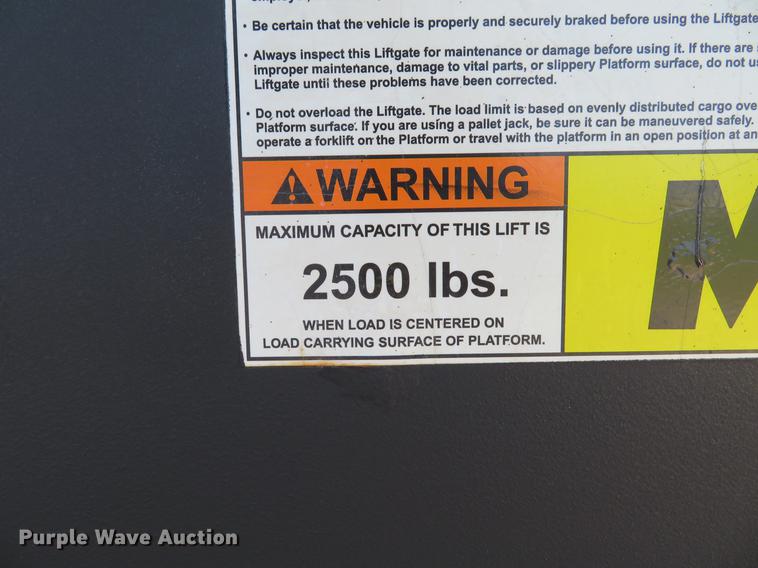 • Be certain that the vehicle is properly and securely braked before using the Liftgate
• Always inspect this Liftgate for maintenance or damage before using it. If there are
improper maintenance, damage to vital parts, or slippery Platform surface, do not
Liftgate until these problems have been corrected.
• Do not overload the Liftgate. The load limit is based on evenly distributed cargo
Platform surface. If you are using a pallet jack, be sure it can be maneuvered safely.
operate a forklift on the Platform or travel with the platform in an open position at
WARNING
MAXIMUM CAPACITY OF THIS LIFT IS
2500 lbs.
WHEN LOAD IS CENTERED ON
LOAD CARRYING SURFACE OF PLATFORM.
M
Purple Wave Auction